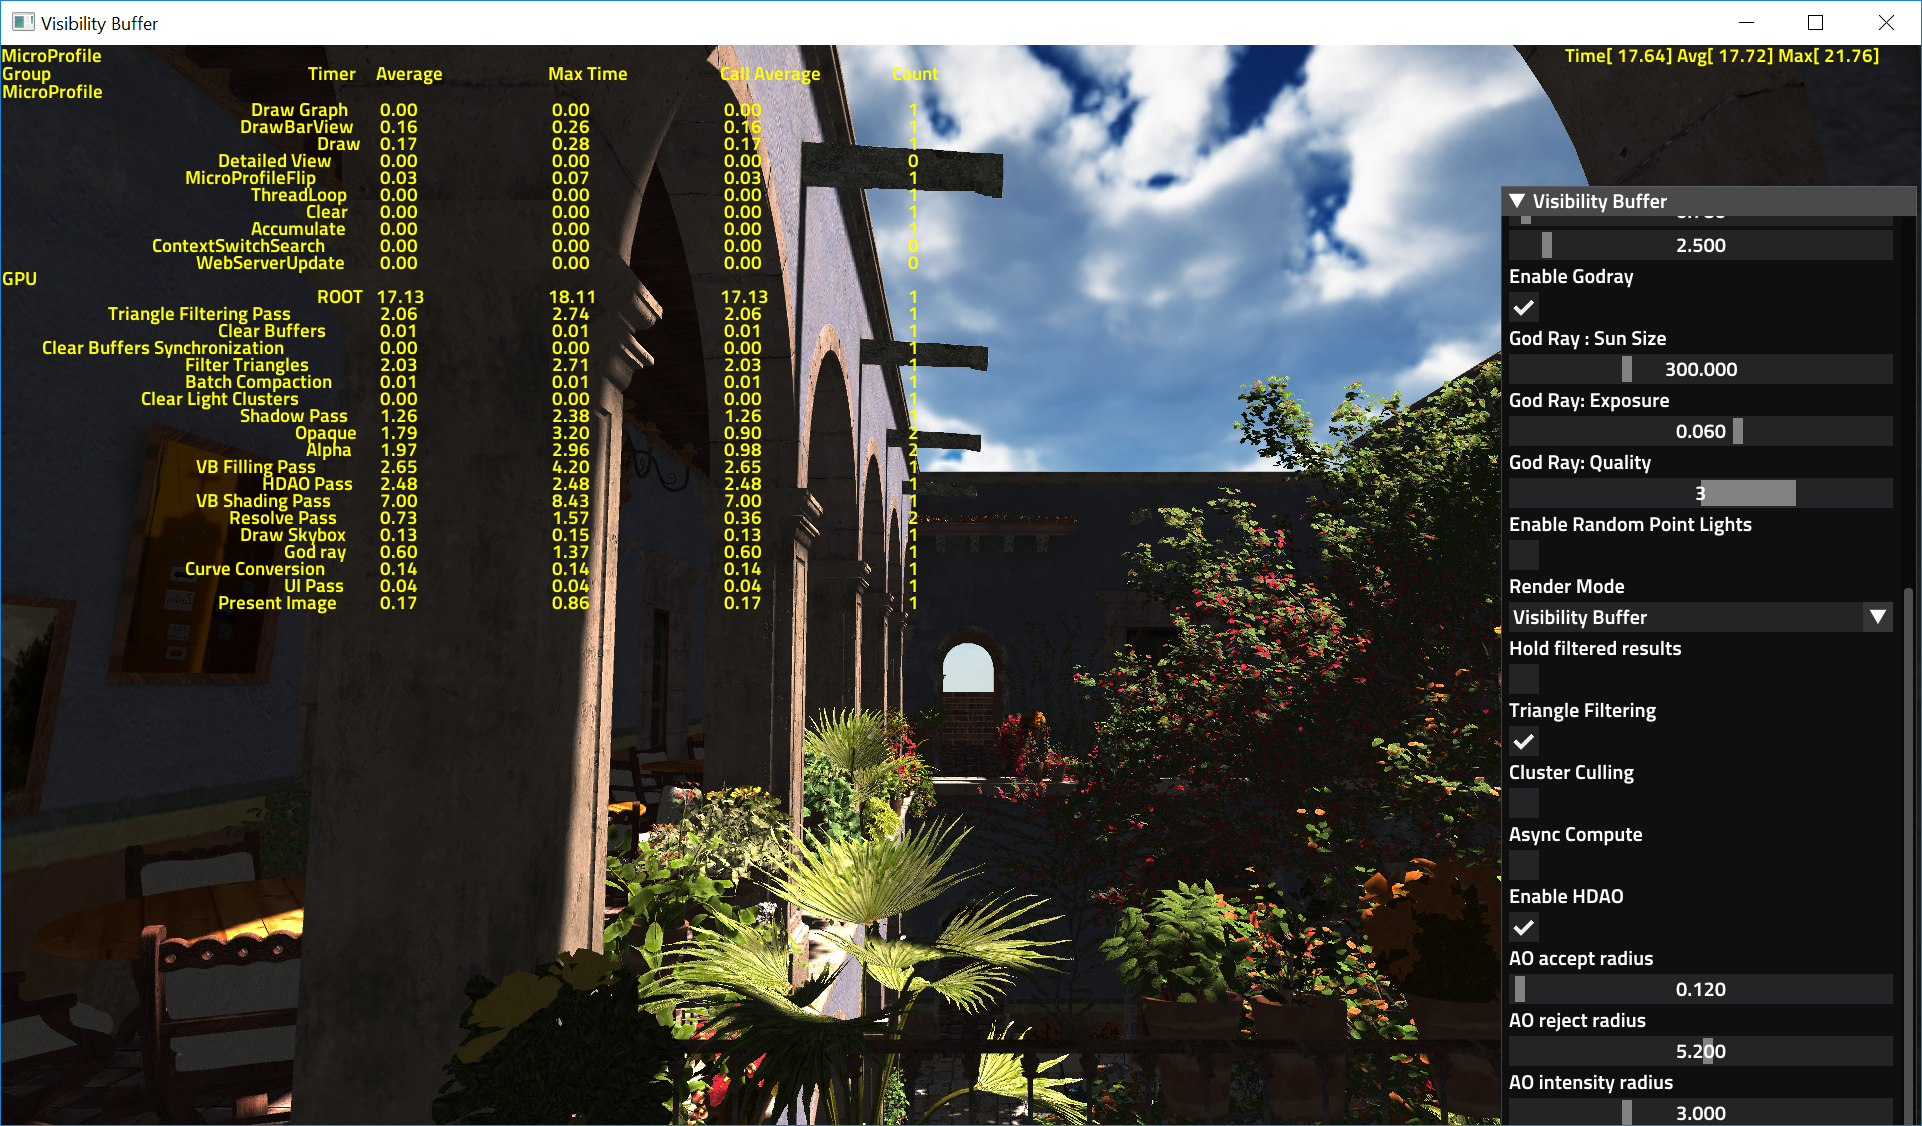 Visibility Buffer
MicroProfile
Time[ 17.64] Avg[ 17.72] Max[ 21.76]
Group Timer Average Max Time Call Average Count
MicroProfile
Draw Graph 0.00 0.00 0.00 1
DrawBarView 0.16 0.26 0.16 1
Draw 0.17 0.28 0.17 1
Detailed View 0.00 0.00 0.00 0
MicroProfileFlip 0.03 0.07 0.03 1
ThreadLoop 0.00 0.00 0.00 1
Clear 0.00 0.00 0.00 1
Accumulate 0.00 0.00 0.00 1
ContextSwitchSearch 0.00 0.00 0.00 0
WebServerUpdate 0.00 0.00 0.00 0
GPU
ROOT 17.13 18.11 17.13 1
Triangle Filtering Pass 2.06 2.74 2.06 1
Clear Buffers 0.01 0.01 0.01 1
Clear Buffers Synchronization 0.00 0.00 0.00 1
Filter Triangles 2.03 2.71 2.03 1
Batch Compaction 0.01 0.01 0.01 1
Clear Light Clusters 0.00 0.00 0.00 1
Shadow Pass 1.26 2.38 1.26 1
Opaque 1.79 3.20 0.90 2
Alpha 1.97 2.96 0.98 2
VB Filling Pass 2.65 4.20 2.65 1
HDAO Pass 2.48 2.48 2.48 1
VB Shading Pass 7.00 8.43 7.00 1
Resolve Pass 0.73 1.57 0.36 2
Draw Skybox 0.13 0.15 0.13 1
God ray 0.60 1.37 0.60 1
Curve Conversion 0.14 0.14 0.14 1
UI Pass 0.04 0.04 0.04 1
Present Image 0.17 0.86 0.17 1
Visibility Buffer
2.500
Enable Godray
God Ray : Sun Size
300.000
God Ray: Exposure
0.060
God Ray: Quality
3
Enable Random Point Lights
Render Mode
Visibility Buffer
Hold filtered results
Triangle Filtering
Cluster Culling
Async Compute
Enable HDAO
AO accept radius
0.120
AO reject radius
5.200
AO intensity radius
3.000